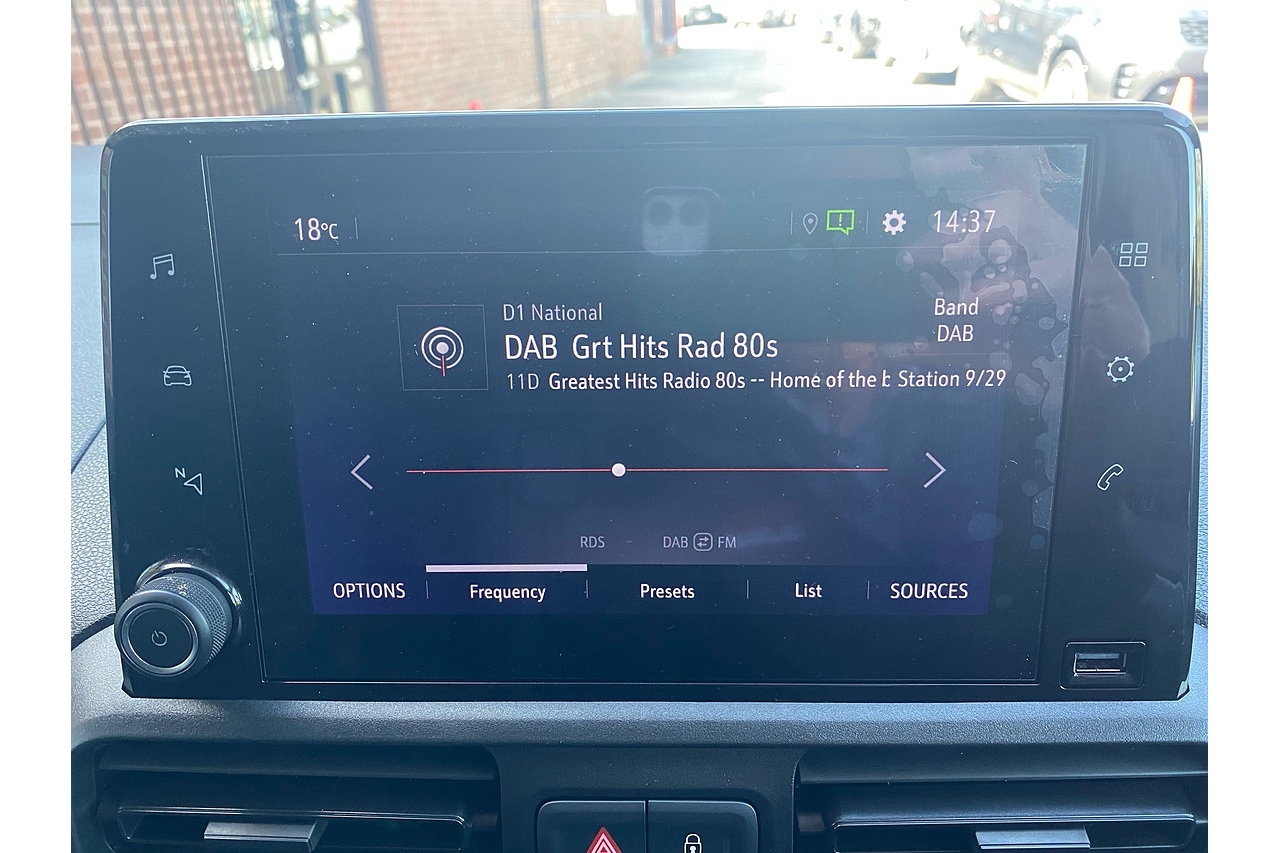 18°C
14:37
D1 National
Band
DAB Grt Hits Rad 80s
DAB
11D Greatest Hits Radio 80s -- Home of the b Station 9/29
N
RDS - DAB FM
OPTIONS Frequency Presets List SOURCES